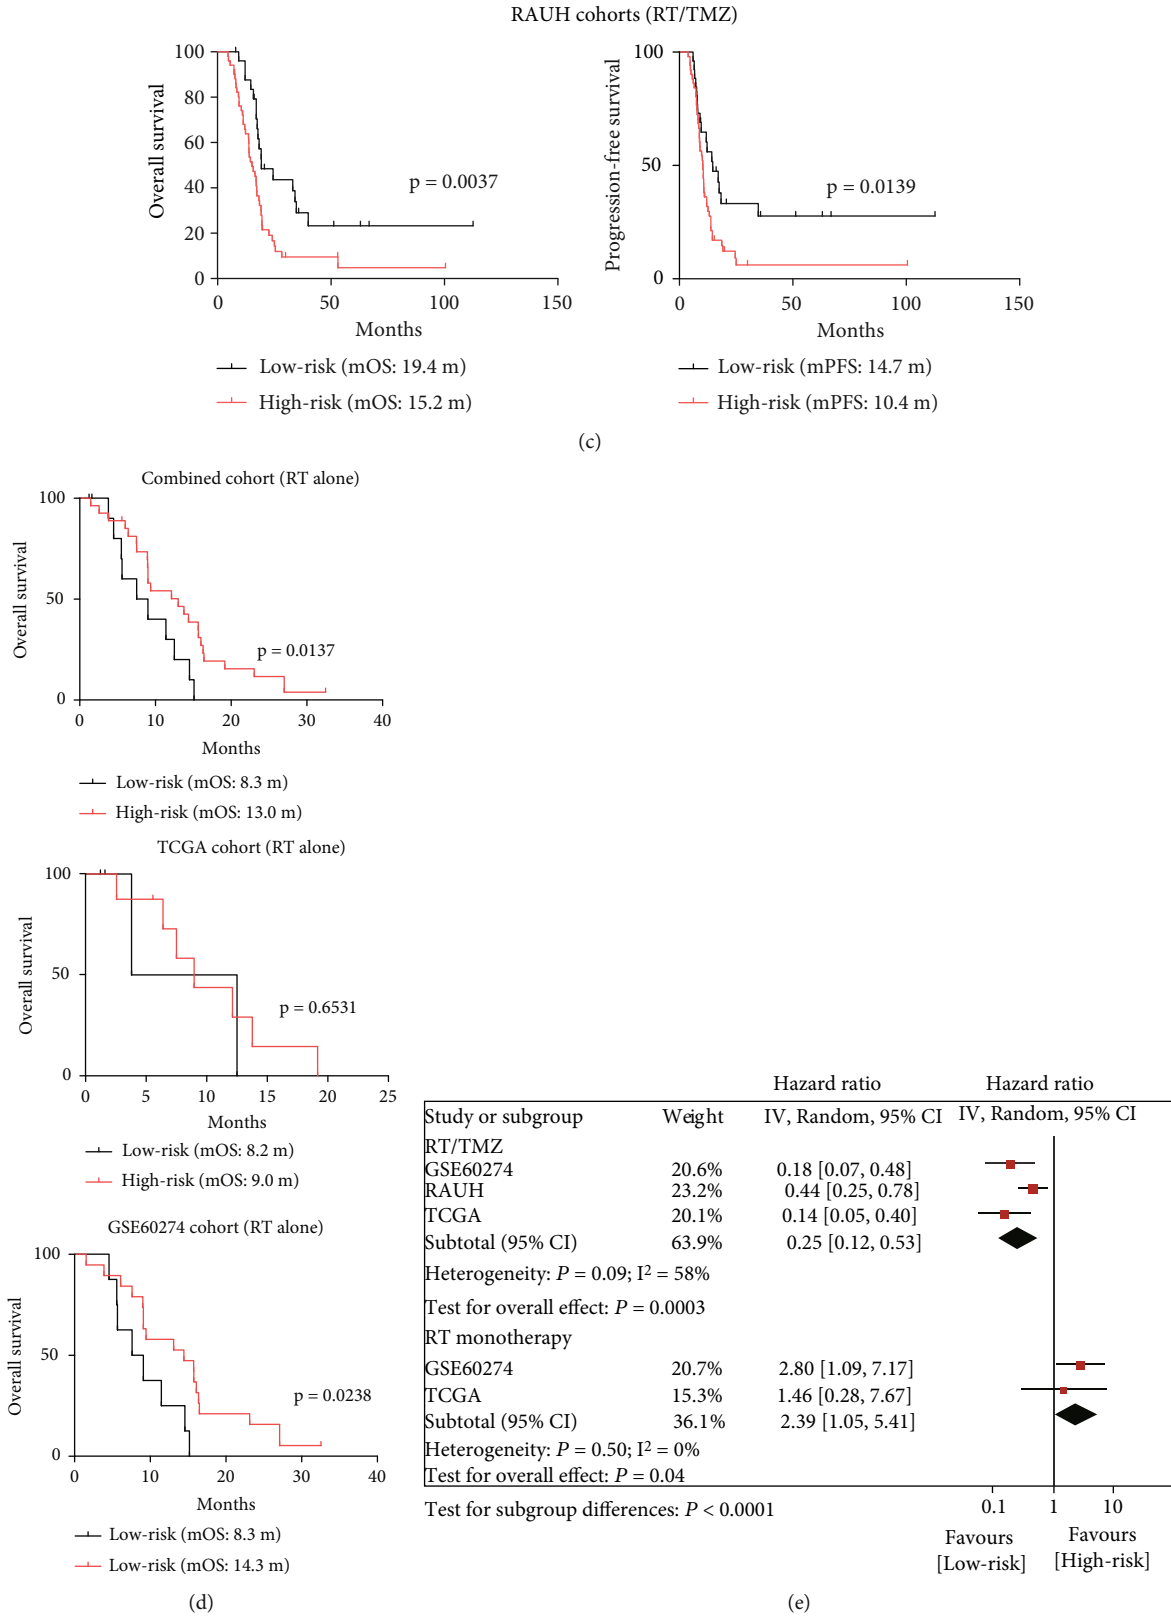 RAUH cohorts (RT/TMZ)
Overall survival
100
80
60
40
20
0
p = 0.0037
0 50 100 150
Months
Low-risk (mOS: 19.4 m)
High-risk (mOS: 15.2 m)
Progression-free survival
100
50
0
p = 0.0139
0 50 100 150
Months
Low-risk (mPFS: 14.7 m)
High-risk (mPFS: 10.4 m)
(c)
Combined cohort (RT alone)
Overall survival
100
50
0
p = 0.0137
0 10 20 30 40
Months
Low-risk (mOS: 8.3 m)
High-risk (mOS: 13.0 m)
TCGA cohort (RT alone)
Overall survival
100
50
0
p = 0.6531
0 5 10 15 20 25
Months
Low-risk (mOS: 8.2 m)
High-risk (mOS: 9.0 m)
GSE60274 cohort (RT alone)
Overall survival
100
50
0
p = 0.0238
0 10 20 30 40
Months
Low-risk (mOS: 8.3 m)
Low-risk (mOS: 14.3 m)
(d)
Hazard ratio Hazard ratio
Study or subgroup Weight IV, Random, 95% CI IV, Random, 95% CI
RT/TMZ
GSE60274 20.6% 0.18 [0.07, 0.48]
RAUH 23.2% 0.44 [0.25, 0.78]
TCGA 20.1% 0.14 [0.05, 0.40]
Subtotal (95% CI) 63.9% 0.25 [0.12, 0.53]
Heterogeneity: P = 0.09; I² = 58%
Test for overall effect: P = 0.0003
RT monotherapy
GSE60274 20.7% 2.80 [1.09, 7.17]
TCGA 15.3% 1.46 [0.28, 7.67]
Subtotal (95% CI) 36.1% 2.39 [1.05, 5.41]
Heterogeneity: P = 0.50; I² = 0%
Test for overall effect: P = 0.04
Test for subgroup differences: P < 0.0001
0.1 1 10
Favours Favours
[Low-risk] [High-risk]
(e)